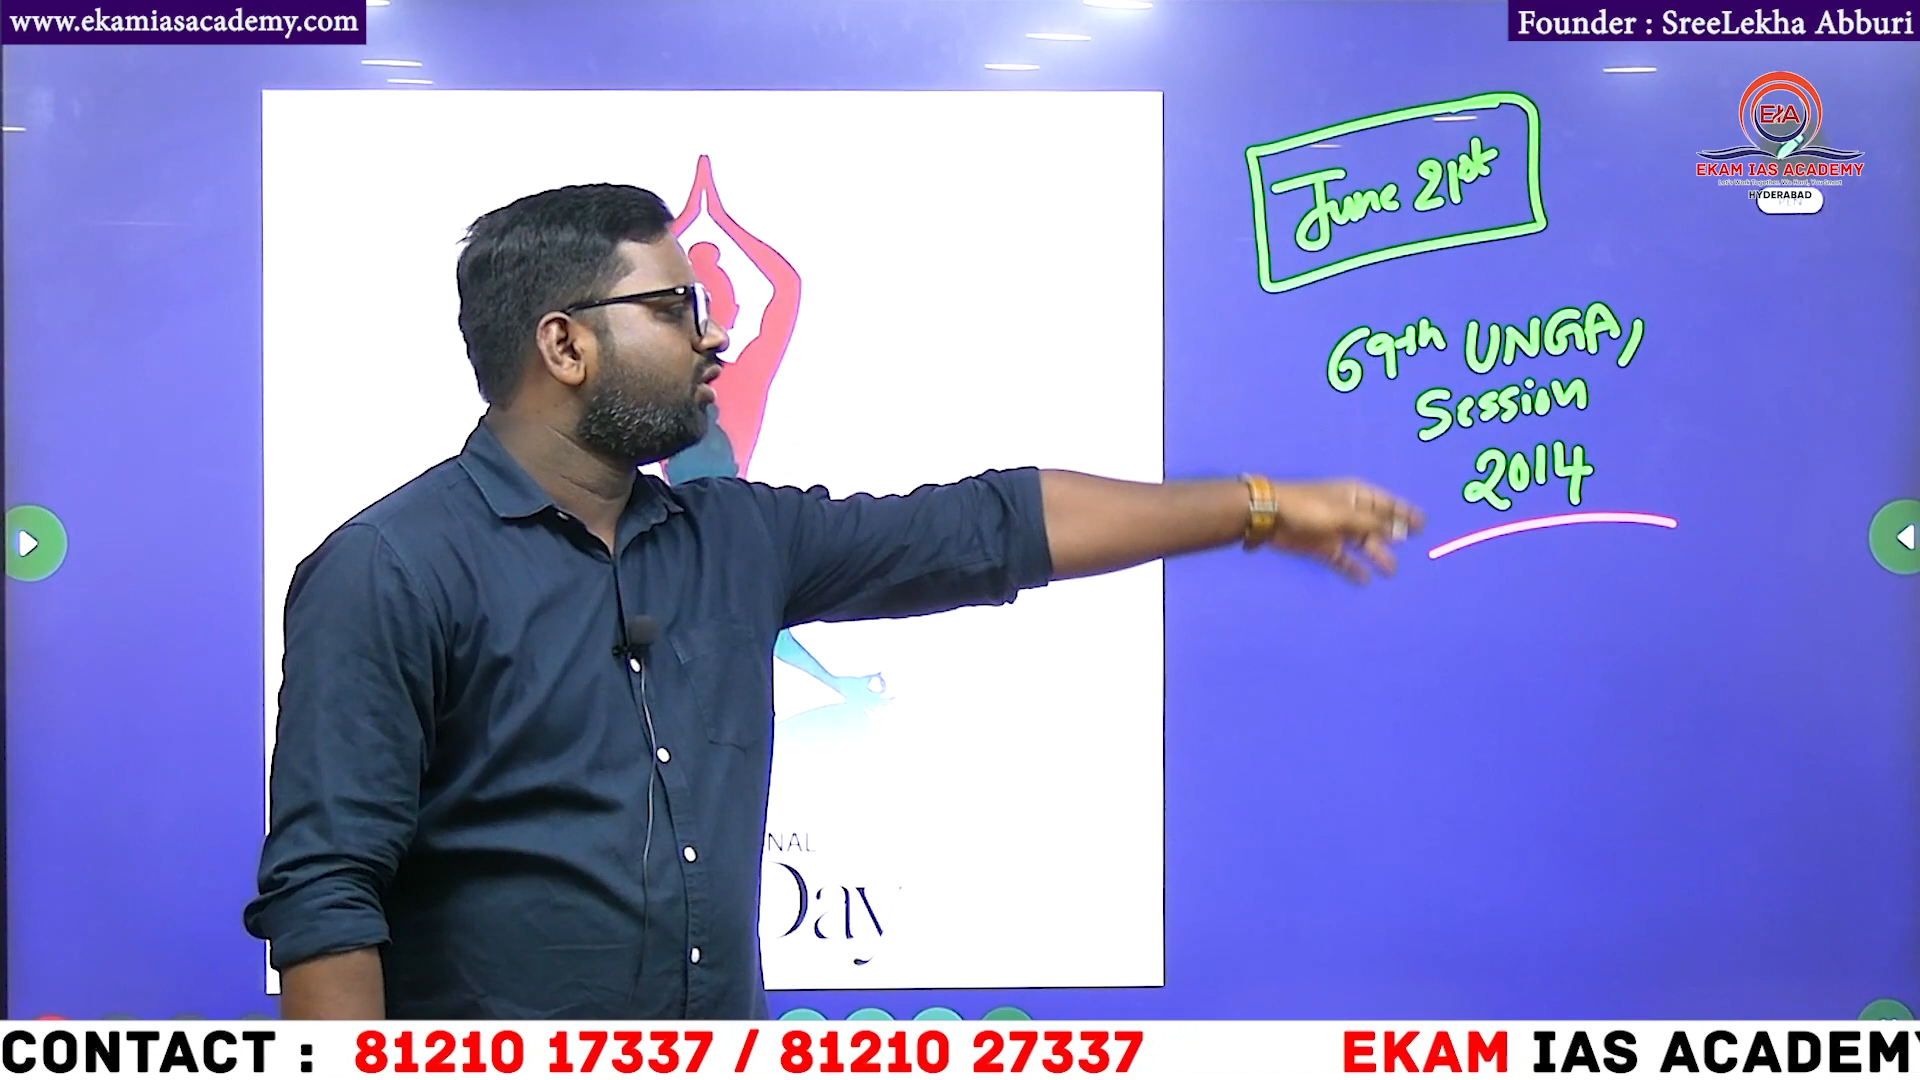 www.ekamiasacademy.com
Founder : SreeLekha Abburi
June 21st
EIA
EKAM IAS ACADEMY
HYDERABAD
69th UNGA,
Session
2014
NAL
Day
CONTACT : 81210 17337 / 81210 27337 EKAM IAS ACADEMY